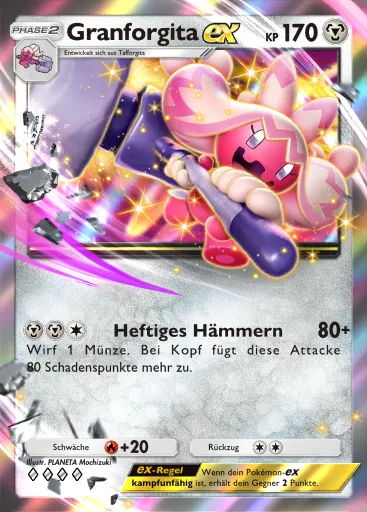 PHASE 2
Granforgita ex
KP 170
Entwickelt sich aus Tafforgita
Heftiges Hämmern 80+
Wirf 1 Münze. Bei Kopf fügt diese Attacke
80 Schadenspunkte mehr zu.
Schwäche +20 Rückzug
Illustr. PLANETA Mochizuki
ex-Regel
Wenn dein Pokémon-ex
kampfunfähig ist, erhält dein Gegner 2 Punkte.